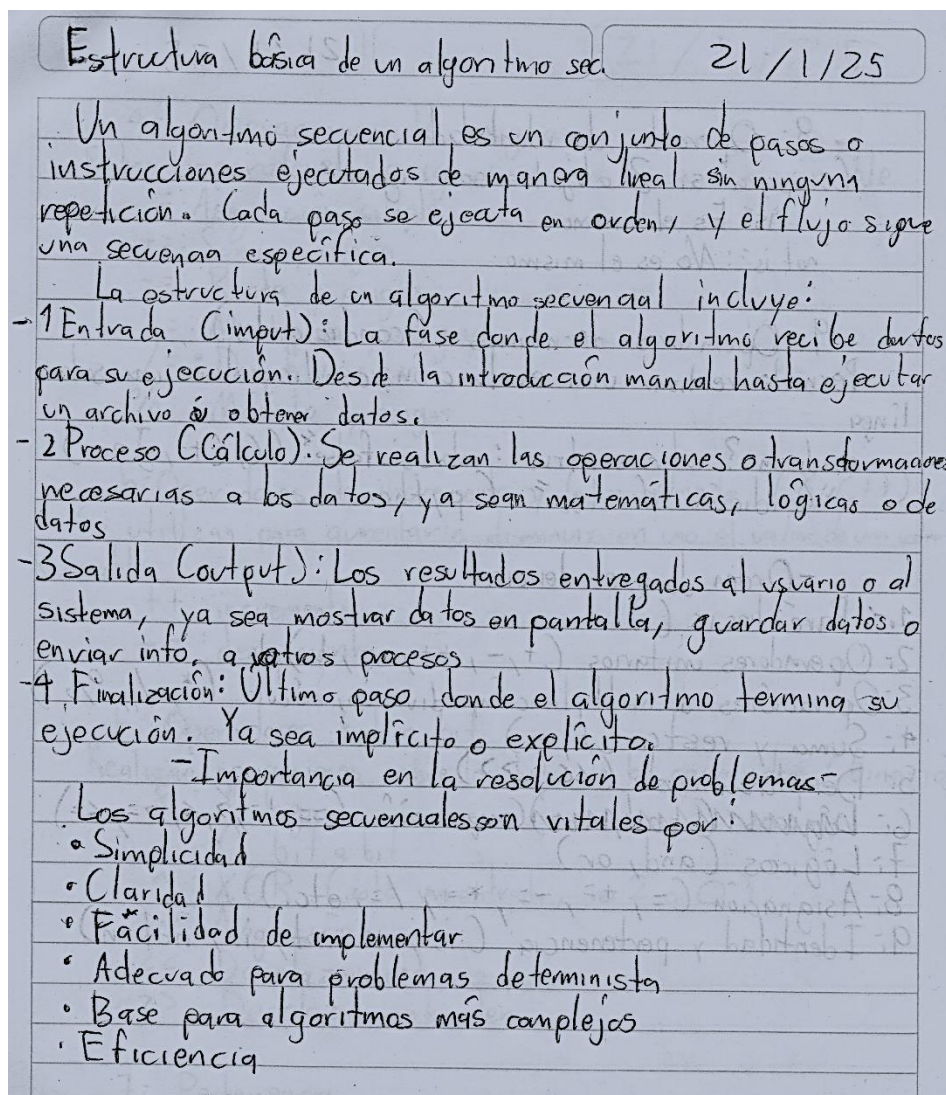 Estructura básica de un algoritmo sec. 21/1/25
Un algoritmo secuencial, es un conjunto de pasos o
instrucciones ejecutados de manera lineal sin ninguna
repetición. Cada paso se ejecuta en orden, y el flujo sigue
una secuencia específica.
La estructura de un algoritmo secuencial incluye:
- 1 Entrada (imput): La fase donde el algoritmo recibe datos
para su ejecución. Desde la introducción manual hasta ejecutar
un archivo obtener datos.
- 2 Proceso (Cálculo): Se realizan las operaciones o transformaciones
necesarias a los datos, ya sean matemáticas, lógicas o de
datos
- 3 Salida (output): Los resultados entregados al usuario o al
sistema, ya sea mostrar datos en pantalla, guardar datos o
enviar info. a otros procesos
- 4 Finalización: Último paso donde el algoritmo termina su
ejecución. Ya sea implícito o explícito.
- Importancia en la resolución de problemas -
Los algoritmos secuenciales son vitales por:
• Simplicidad
• Claridad
• Fácilidad de implementar
• Adecuado para problemas determinista
• Base para algoritmos más complejos
• Eficiencia